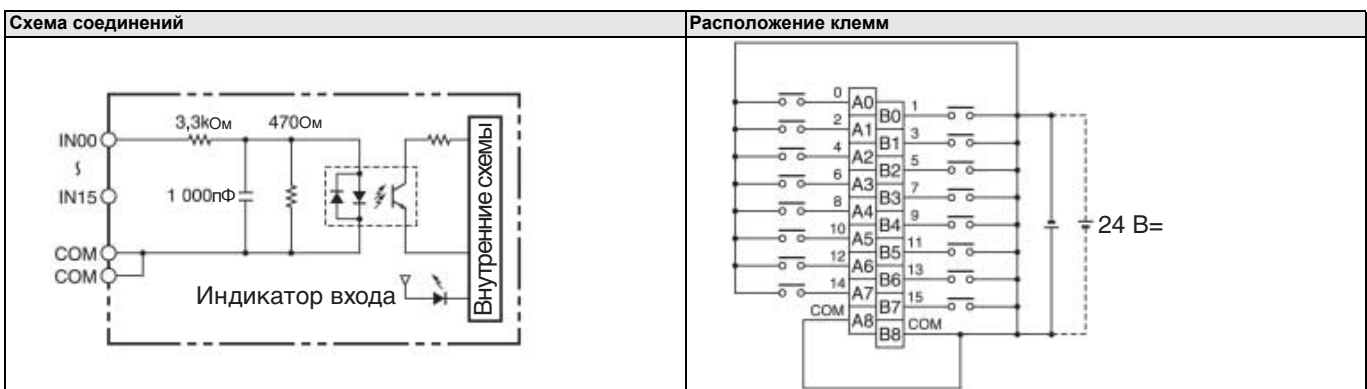 Схема соединений
Расположение клемм
IN00
IN15
COM
COM
3,3kОм
470Ом
1 000пФ
Индикатор входа
Внутренние схемы
0 A0
B0 1
2 A1
B1 3
4 A2
B2 5
6 A3
B3 7
8 A4
B4 9
10 A5
B5 11
12 A6
B6 13
14 A7
B7 15
COM A8
B8 COM
24 В=